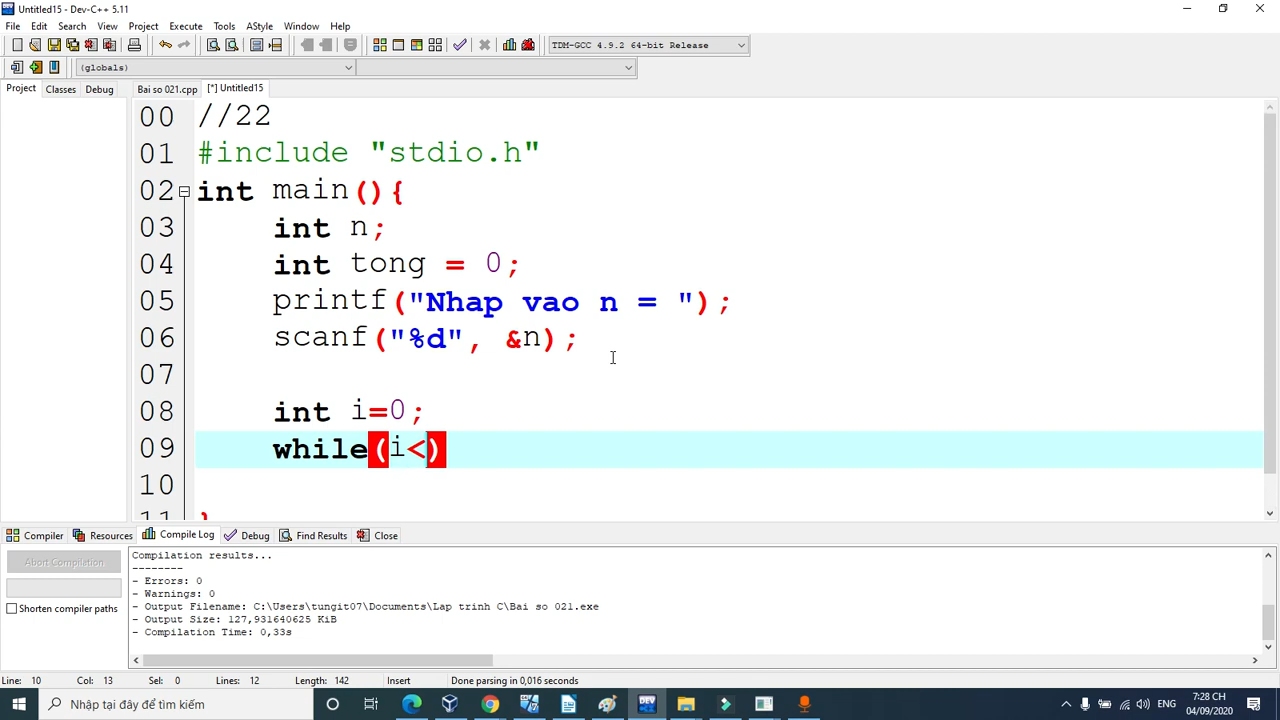 Untitled15 - Dev-C++ 5.11
File Edit Search View Project Execute Tools AStyle Window Help
TDM-GCC 4.9.2 64-bit Release
(globals)
Project Classes Debug Bai so 021.cpp [*] Untitled15
00 //22
01 #include "stdio.h"
02 int main(){
03 int n;
04 int tong = 0;
05 printf("Nhap vao n = ");
06 scanf("%d", &n);
07
08 int i=0;
09 while(i<)
10
11 }
Compiler Resources Compile Log Debug Find Results Close
Abort Compilation
Shorten compiler paths
Compilation results...
--------
- Errors: 0
- Warnings: 0
- Output Filename: C:\Users\tungit07\Documents\Lap trinh C\Bai so 021.exe
- Output Size: 127,931640625 KiB
- Compilation Time: 0,33s
Line: 10 Col: 13 Sel: 0 Lines: 12 Length: 142 Insert Done parsing in 0,016 seconds
Nhập vào đây để tìm kiếm
ENG
7:28 CH
04/09/2020